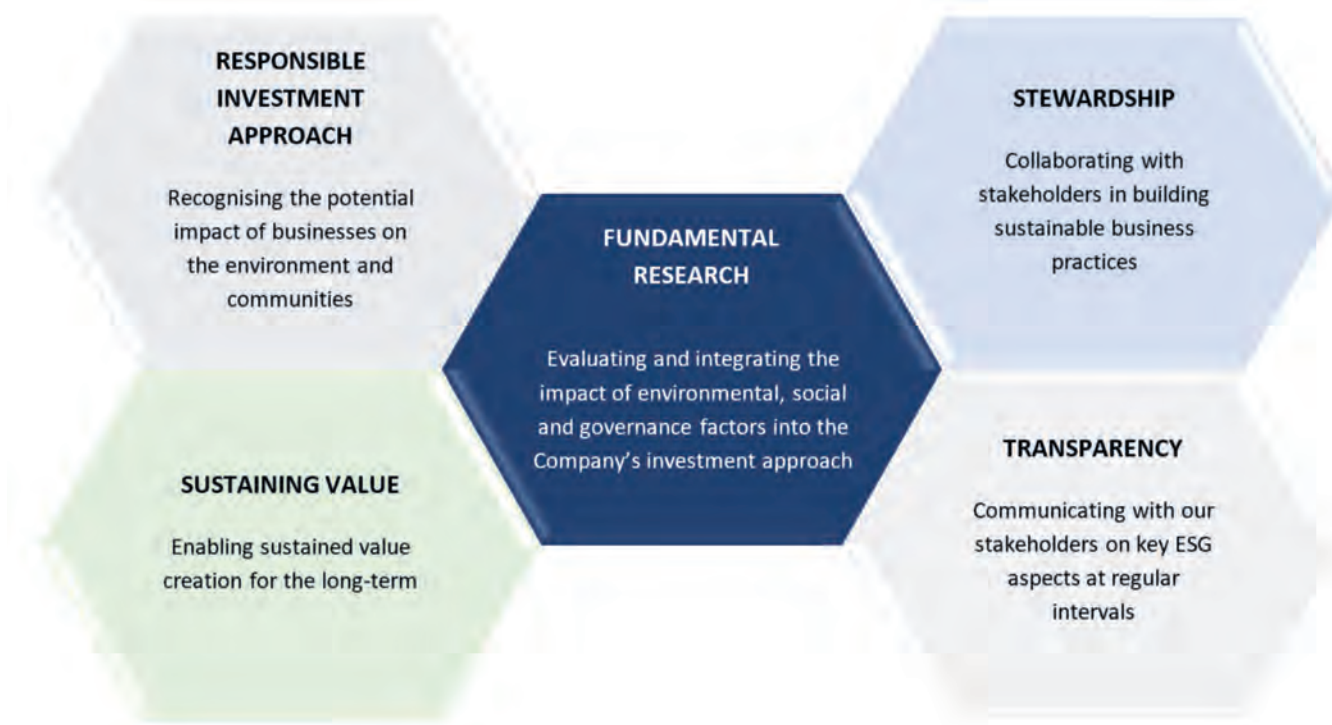 RESPONSIBLE
INVESTMENT
APPROACH
Recognising the potential
impact of businesses on
the environment and
communities
SUSTAINING VALUE
Enabling sustained value
creation for the long-term
FUNDAMENTAL
RESEARCH
Evaluating and integrating the
impact of environmental, social
and governance factors into the
Company's investment approach
STEWARDSHIP
Collaborating with
stakeholders in building
sustainable business
practices
TRANSPARENCY
Communicating with our
stakeholders on key ESG
aspects at regular
intervals